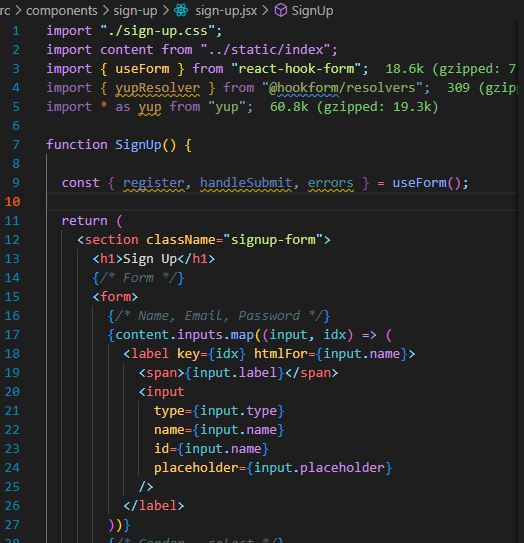 rc > components > sign-up > sign-up.jsx > SignUp
1 import "./sign-up.css";
2 import content from "../static/index";
3 import { useForm } from "react-hook-form"; 18.6k (gzipped: 7
4 import { yupResolver } from "@hookform/resolvers"; 309 (gzip
5 import * as yup from "yup"; 60.8k (gzipped: 19.3k)
6
7 function SignUp() {
8
9 const { register, handleSubmit, errors } = useForm();
10
11 return (
12 <section className="signup-form">
13 <h1>Sign Up</h1>
14 {/* Form */}
15 <form>
16 {/* Name, Email, Password */}
17 {content.inputs.map((input, idx) => (
18 <label key={idx} htmlFor={input.name}>
19 <span>{input.label}</span>
20 <input
21 type={input.type}
22 name={input.name}
23 id={input.name}
24 placeholder={input.placeholder}
25 />
26 </label>
27 ))}
28 {/* Gender - select */}